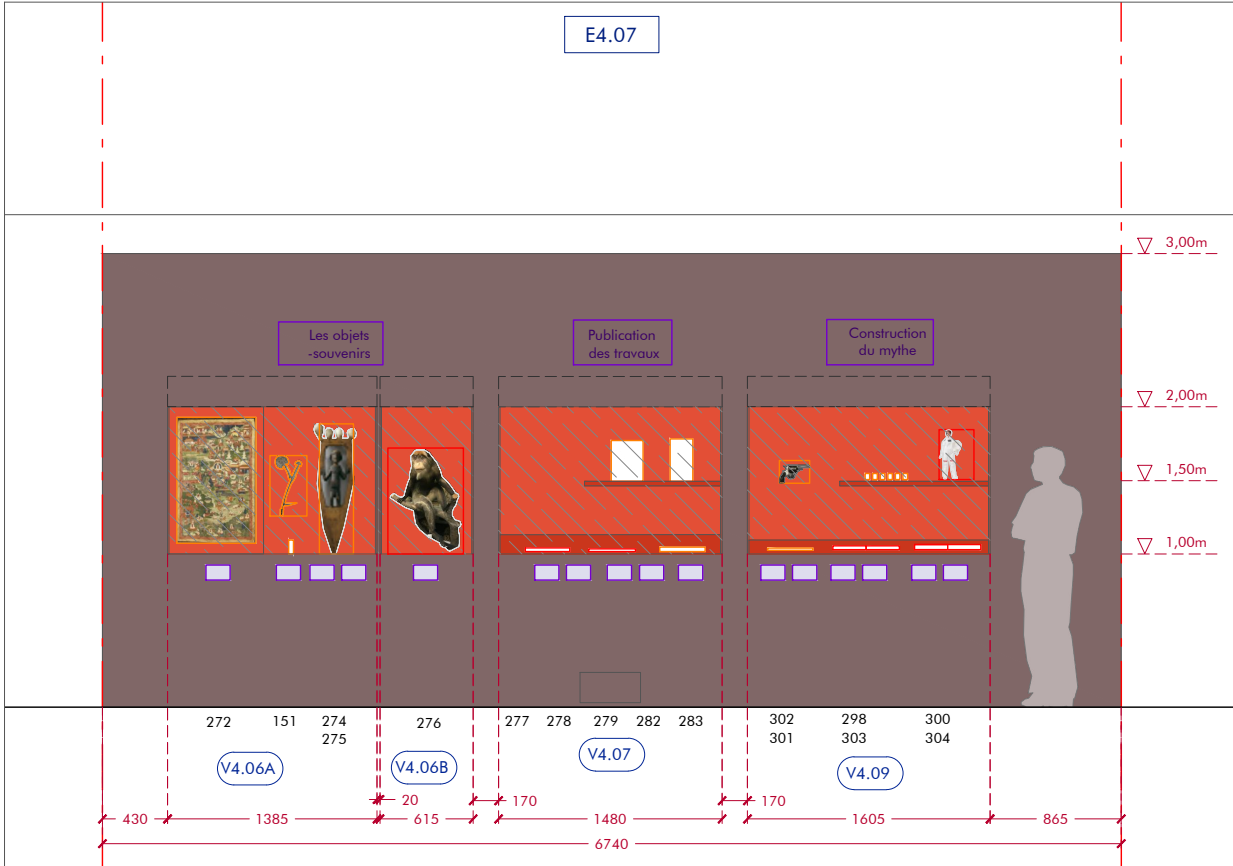 E4.07
3,00m
Les objets
-souvenirs
Publication
des travaux
Construction
du mythe
2,00m
1,50m
1,00m
272 151 274 276 277 278 279 282 283 302 298 300
275 301 303 304
V4.06A V4.06B V4.07 V4.09
20 170 170
430 1385 615 1480 1605 865
6740